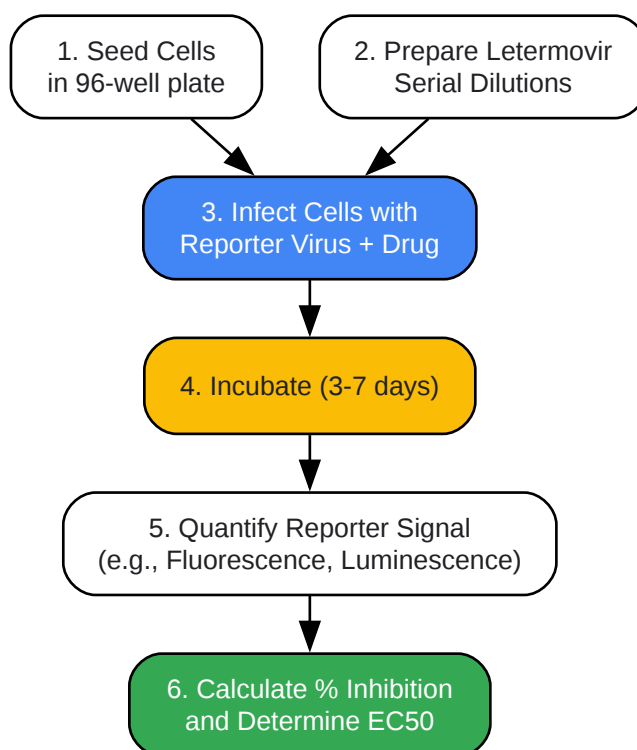 1. Seed Cells
in 96-well plate
2. Prepare Letermovir
Serial Dilutions
3. Infect Cells with
Reporter Virus + Drug
4. Incubate (3-7 days)
5. Quantify Reporter Signal
(e.g., Fluorescence, Luminescence)
6. Calculate % Inhibition
and Determine EC50